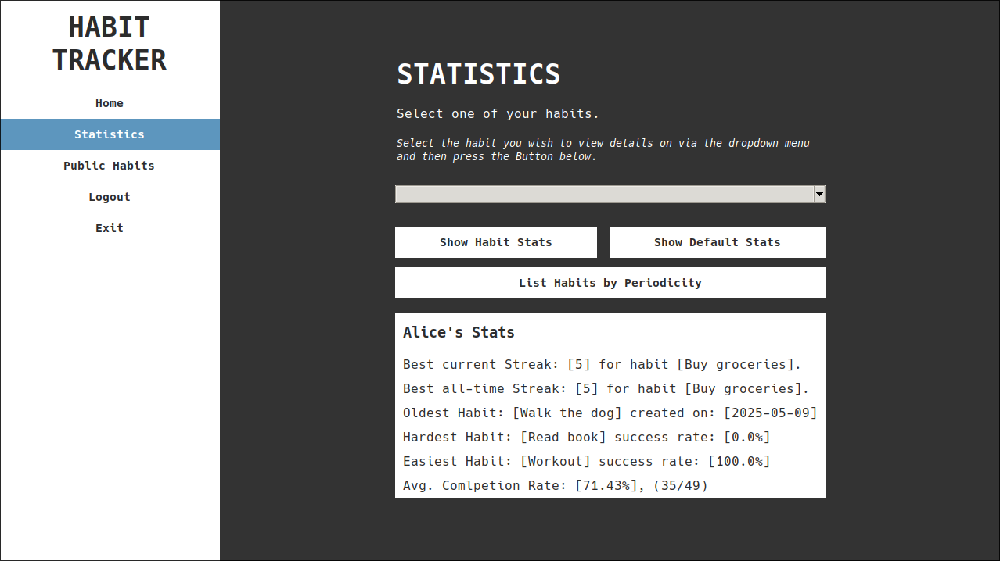 HABIT
TRACKER
Home
Statistics
Public Habits
Logout
Exit
STATISTICS
Select one of your habits.
Select the habit you wish to view details on via the dropdown menu
and then press the Button below.
Show Habit Stats
Show Default Stats
List Habits by Periodicity
Alice's Stats
Best current Streak: [5] for habit [Buy groceries].
Best all-time Streak: [5] for habit [Buy groceries].
Oldest Habit: [Walk the dog] created on: [2025-05-09]
Hardest Habit: [Read book] success rate: [0.0%]
Easiest Habit: [Workout] success rate: [100.0%]
Avg. Comlpetion Rate: [71.43%], (35/49)